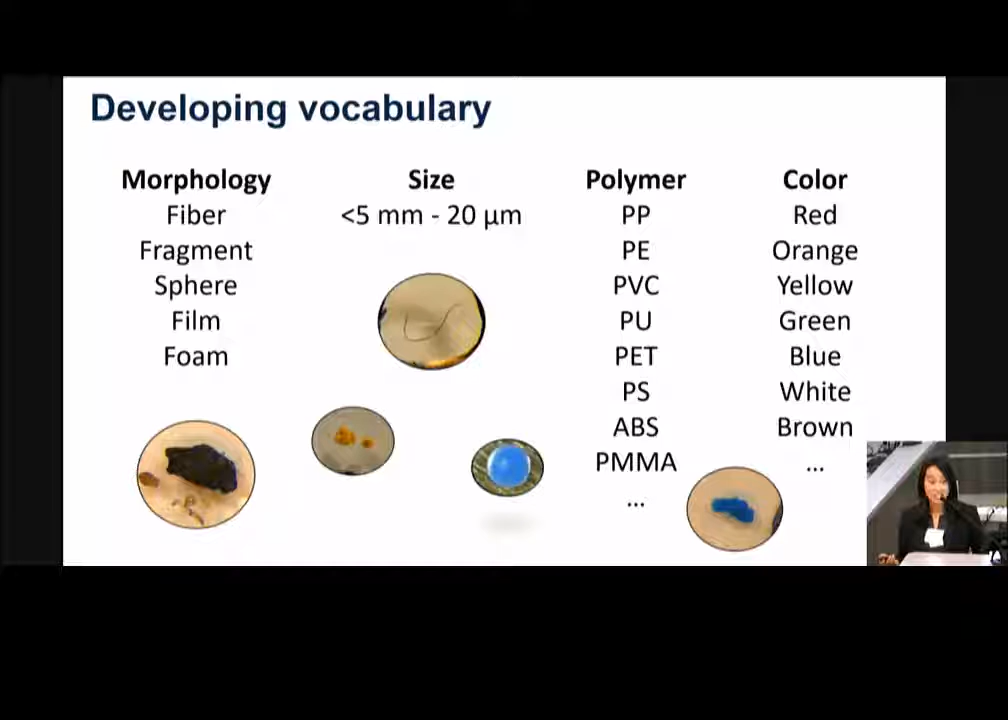 Developing vocabulary
Morphology
Fiber
Fragment
Sphere
Film
Foam
Size
<5 mm - 20 µm
Polymer
PP
PE
PVC
PU
PET
PS
ABS
PMMA
...
Color
Red
Orange
Yellow
Green
Blue
White
Brown
...